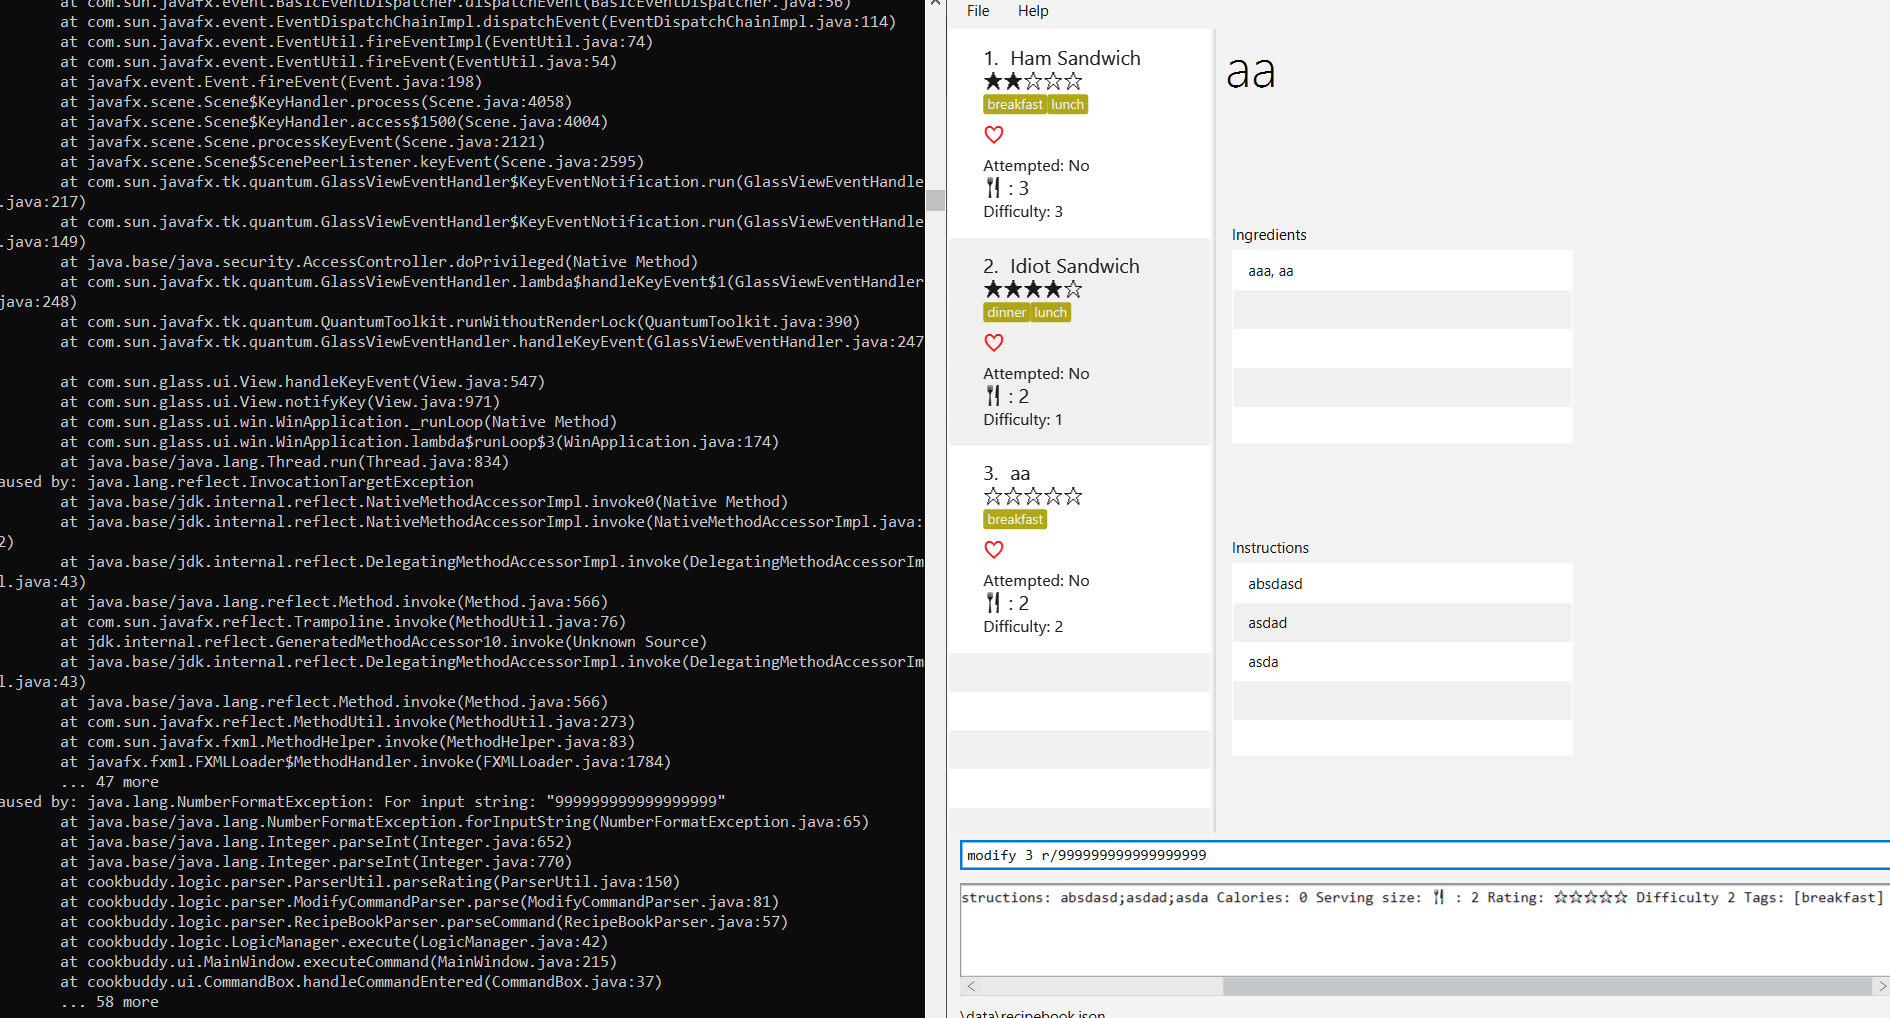 at com.sun.javafx.event.BasicEventDispatcher.dispatchEvent(BasicEventDispatcher.java:56)
at com.sun.javafx.event.EventDispatchChainImpl.dispatchEvent(EventDispatchChainImpl.java:114)
at com.sun.javafx.event.EventUtil.fireEventImpl(EventUtil.java:74)
at com.sun.javafx.event.EventUtil.fireEvent(EventUtil.java:54)
at javafx.event.Event.fireEvent(Event.java:198)
at javafx.scene.Scene$KeyHandler.process(Scene.java:4058)
at javafx.scene.Scene$KeyHandler.access$1500(Scene.java:4004)
at javafx.scene.Scene.processKeyEvent(Scene.java:2121)
at javafx.scene.Scene$ScenePeerListener.keyEvent(Scene.java:2595)
at com.sun.javafx.tk.quantum.GlassViewEventHandler$KeyEventNotification.run(GlassViewEventHandle
.java:217)
at com.sun.javafx.tk.quantum.GlassViewEventHandler$KeyEventNotification.run(GlassViewEventHandle
.java:149)
at java.base/java.security.AccessController.doPrivileged(Native Method)
at com.sun.javafx.tk.quantum.GlassViewEventHandler.lambda$handleKeyEvent$1(GlassViewEventHandler
java:248)
at com.sun.javafx.tk.quantum.QuantumToolkit.runWithoutRenderLock(QuantumToolkit.java:390)
at com.sun.javafx.tk.quantum.GlassViewEventHandler.handleKeyEvent(GlassViewEventHandler.java:247
at com.sun.glass.ui.View.handleKeyEvent(View.java:547)
at com.sun.glass.ui.View.notifyKey(View.java:971)
at com.sun.glass.ui.win.WinApplication._runLoop(Native Method)
at com.sun.glass.ui.win.WinApplication.lambda$runLoop$3(WinApplication.java:174)
at java.base/java.lang.Thread.run(Thread.java:834)
aused by: java.lang.reflect.InvocationTargetException
at java.base/jdk.internal.reflect.NativeMethodAccessorImpl.invoke0(Native Method)
at java.base/jdk.internal.reflect.NativeMethodAccessorImpl.invoke(NativeMethodAccessorImpl.java:
2)
at java.base/jdk.internal.reflect.DelegatingMethodAccessorImpl.invoke(DelegatingMethodAccessorIm
l.java:43)
at java.base/java.lang.reflect.Method.invoke(Method.java:566)
at com.sun.javafx.reflect.Trampoline.invoke(MethodUtil.java:76)
at jdk.internal.reflect.GeneratedMethodAccessor10.invoke(Unknown Source)
at java.base/jdk.internal.reflect.DelegatingMethodAccessorImpl.invoke(DelegatingMethodAccessorIm
l.java:43)
at java.base/java.lang.reflect.Method.invoke(Method.java:566)
at com.sun.javafx.reflect.MethodUtil.invoke(MethodUtil.java:273)
at com.sun.javafx.fxml.MethodHelper.invoke(MethodHelper.java:83)
at javafx.fxml.FXMLLoader$MethodHandler.invoke(FXMLLoader.java:1784)
... 47 more
aused by: java.lang.NumberFormatException: For input string: "999999999999999999"
at java.base/java.lang.NumberFormatException.forInputString(NumberFormatException.java:65)
at java.base/java.lang.Integer.parseInt(Integer.java:652)
at java.base/java.lang.Integer.parseInt(Integer.java:770)
at cookbuddy.logic.parser.ParserUtil.parseRating(ParserUtil.java:150)
at cookbuddy.logic.parser.ModifyCommandParser.parse(ModifyCommandParser.java:81)
at cookbuddy.logic.parser.RecipeBookParser.parseCommand(RecipeBookParser.java:57)
at cookbuddy.logic.LogicManager.execute(LogicManager.java:42)
at cookbuddy.ui.MainWindow.executeCommand(MainWindow.java:215)
at cookbuddy.ui.CommandBox.handleCommandEntered(CommandBox.java:37)
... 58 more
File Help
1. Ham Sandwich
★★☆☆☆
breakfast lunch
Attempted: No
: 3
Difficulty: 3
2. Idiot Sandwich
★★★★☆
dinner lunch
Attempted: No
: 2
Difficulty: 1
3. aa
☆☆☆☆☆
breakfast
Attempted: No
: 2
Difficulty: 2
aa
Ingredients
aaa, aa
Instructions
absdasd
asdad
asda
modify 3 r/999999999999999999
structions: absdasd;asdad;asda Calories: 0 Serving size: 🍴 : 2 Rating: ☆☆☆☆☆ Difficulty 2 Tags: [breakfast]
\data\recipebook.json